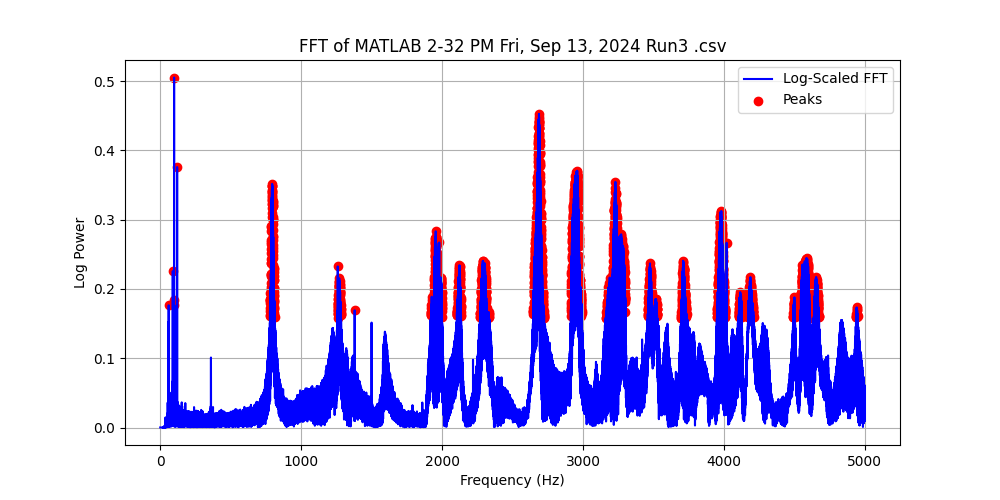 FFT of MATLAB 2-32 PM Fri, Sep 13, 2024 Run3 .csv
Log-Scaled FFT
Peaks
0.5
0.4
0.3
0.2
0.1
0.0
Log Power
0 1000 2000 3000 4000 5000
Frequency (Hz)